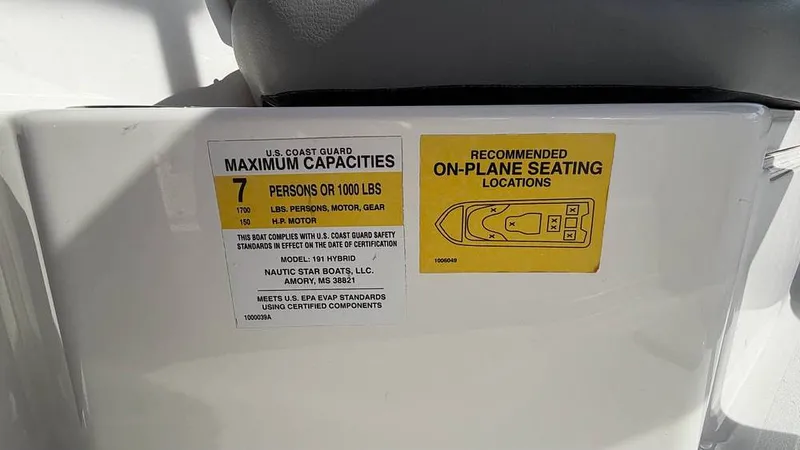 U.S. COAST GUARD
MAXIMUM CAPACITIES
7 PERSONS OR 1000 LBS
1700 LBS. PERSONS, MOTOR, GEAR
150 H.P. MOTOR
THIS BOAT COMPLIES WITH U.S. COAST GUARD SAFETY
STANDARDS IN EFFECT ON THE DATE OF CERTIFICATION
MODEL: 191 HYBRID
NAUTIC STAR BOATS, LLC.
AMORY, MS 38821
MEETS U.S. EPA EVAP STANDARDS
USING CERTIFIED COMPONENTS
1000039A
RECOMMENDED
ON-PLANE SEATING
LOCATIONS
1006049